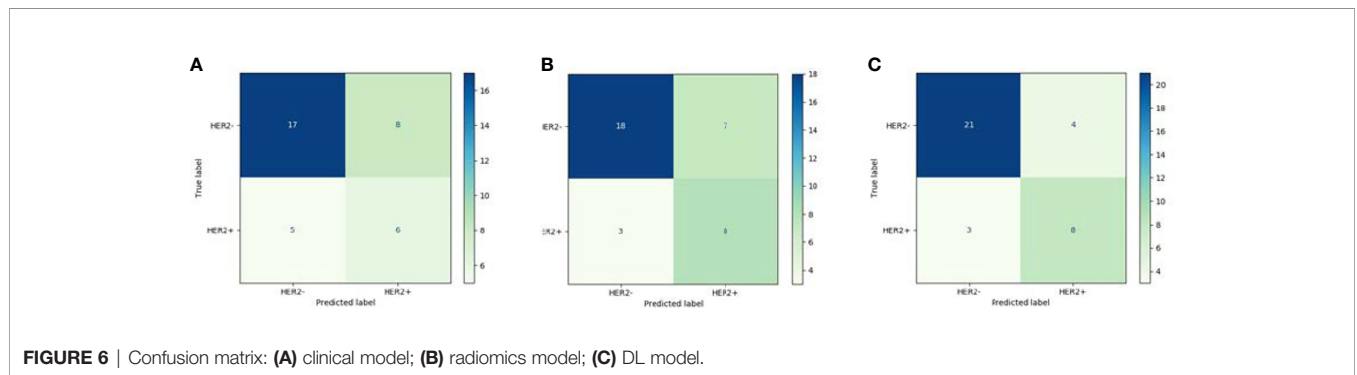 A
HER2-
HER2+
True label
17
8
5
6
HER2-
HER2+
Predicted label
16
14
12
10
8
6
B
HER2-
HER2+
18
7
3
8
HER2-
HER2+
Predicted label
18
16
14
12
10
8
6
4
C
HER2-
HER2+
True label
21
4
3
8
HER2-
HER2+
Predicted label
20
18
16
14
12
10
8
6
4
FIGURE 6 | Confusion matrix: (A) clinical model; (B) radiomics model; (C) DL model.